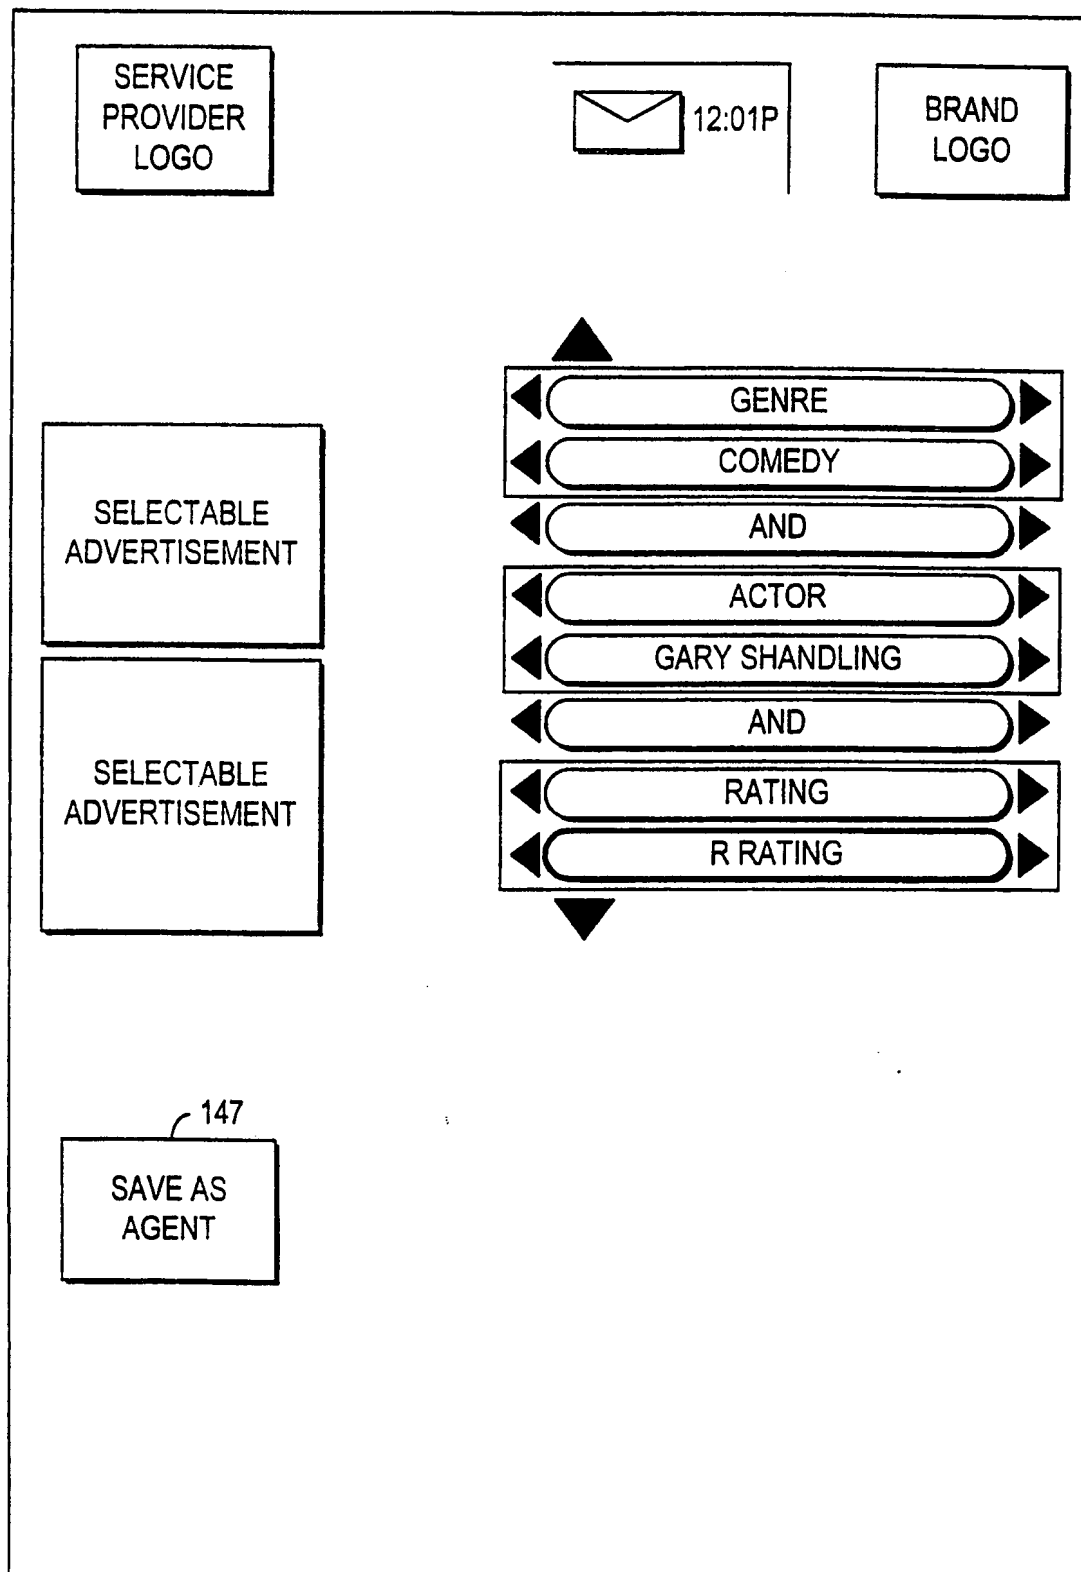 SERVICE
PROVIDER
LOGO
12:01P
BRAND
LOGO
GENRE
COMEDY
AND
ACTOR
GARY SHANDLING
AND
RATING
R RATING
SELECTABLE
ADVERTISEMENT
SELECTABLE
ADVERTISEMENT
147
SAVE AS
AGENT